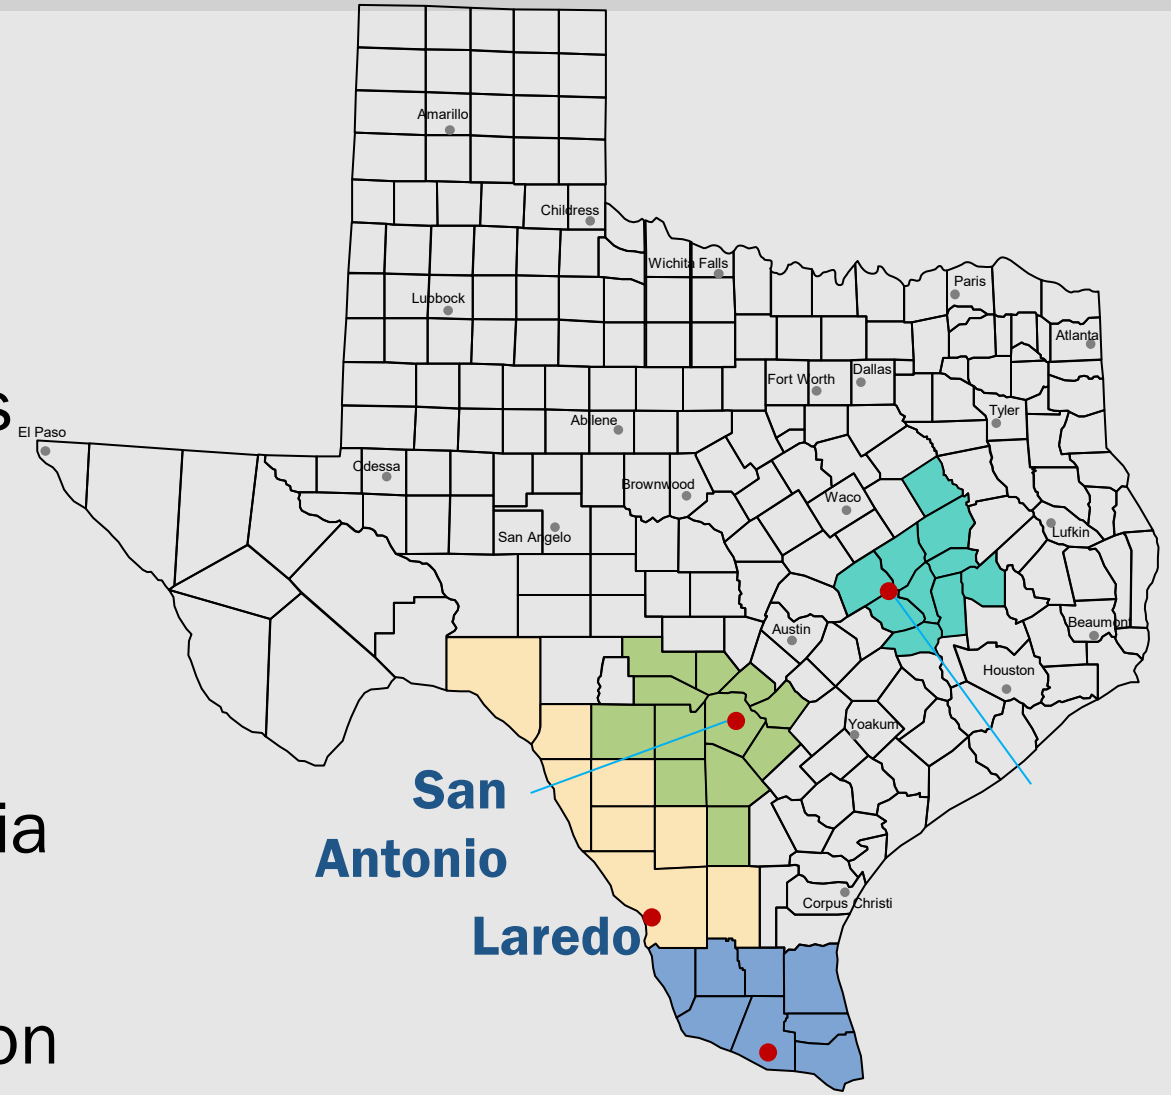 Amarillo
Childress
Wichita Falls
Paris
Lubbock
Atlanta
Fort Worth
Dallas
s
Tyler
Abilene
El Paso
Odessa
Brownwood
Waco
San Angelo
Lufkin
Austin
Beaumont
Houston
Yoakum
San
Antonio
ia
Corpus Christi
Laredo
on